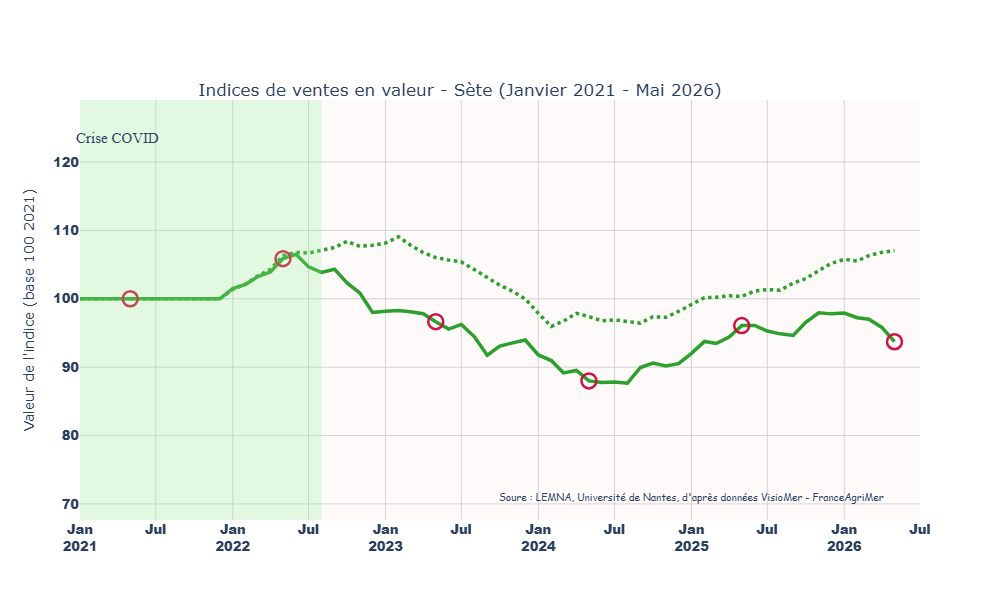 Indices de ventes en valeur - Sète (Janvier 2021 - Mai 2026)
Crise COVID
Valeur de l'indice (base 100 2021)
120
110
100
90
80
70
Soure : LEMNA, Université de Nantes, d'après données VisioMer - FranceAgriMer
Jan Jul Jan Jul Jan Jul Jan Jul Jan Jul Jan Jul
2021 2022 2023 2024 2025 2026